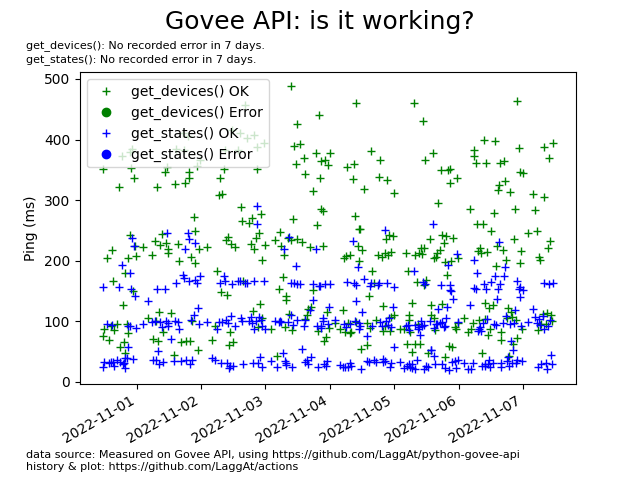 Govee API: is it working?
get_devices(): No recorded error in 7 days.
get_states(): No recorded error in 7 days.
get_devices() OK
get_devices() Error
get_states() OK
get_states() Error
500
400
300
200
100
0
Ping (ms)
2022-11-01
2022-11-02
2022-11-03
2022-11-04
2022-11-05
2022-11-06
2022-11-07
data source: Measured on Govee API, using https://github.com/LaggAt/python-govee-api
history & plot: https://github.com/LaggAt/actions